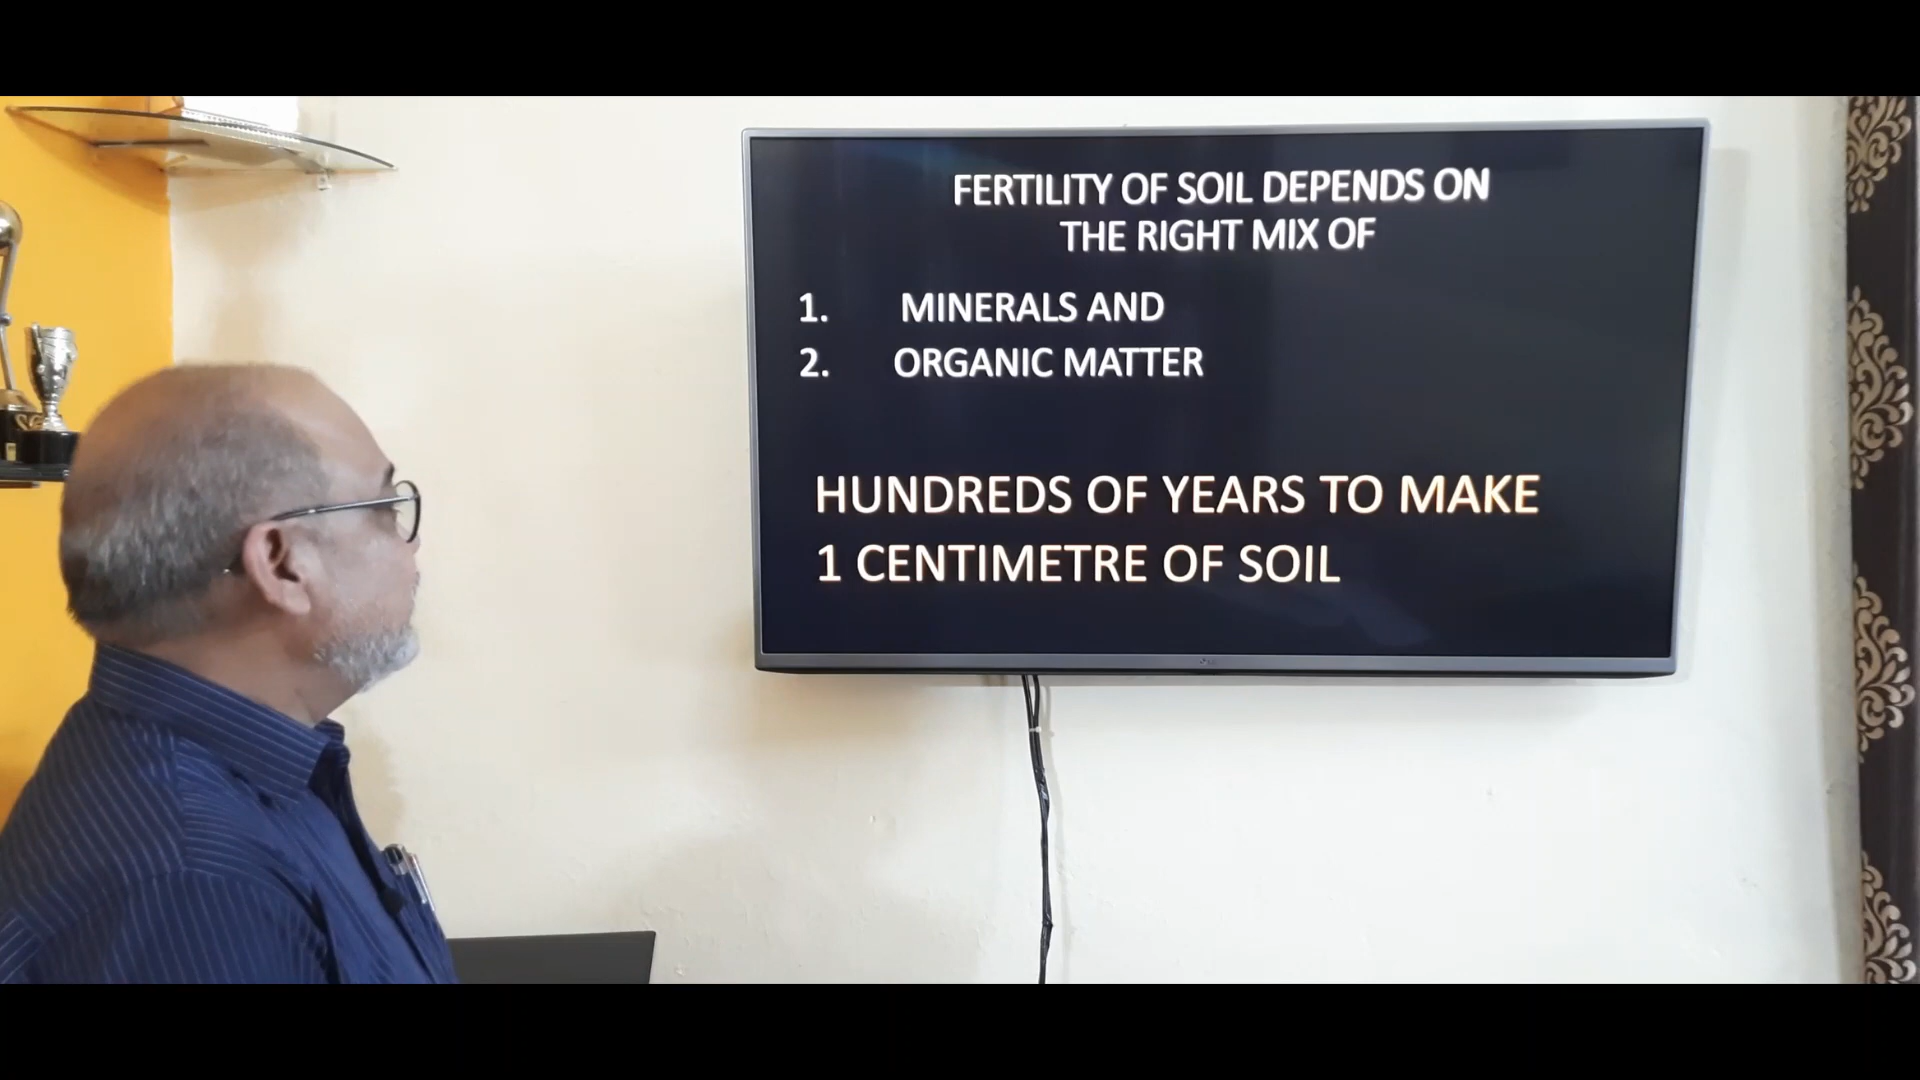 FERTILITY OF SOIL DEPENDS ON
THE RIGHT MIX OF
1. MINERALS AND
2. ORGANIC MATTER
HUNDREDS OF YEARS TO MAKE
1 CENTIMETRE OF SOIL